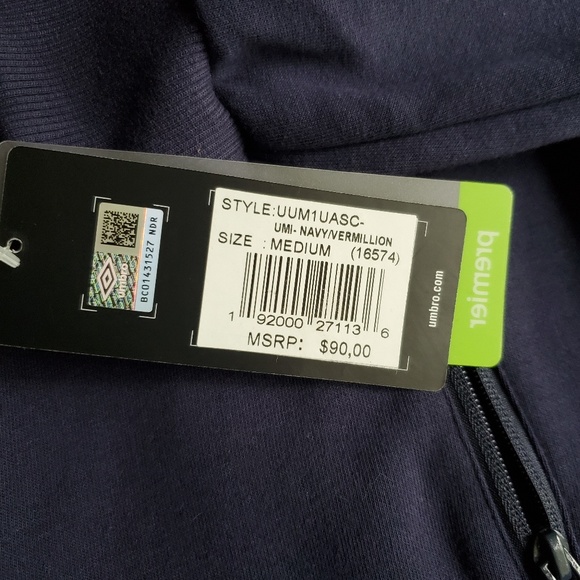 STYLE:UUM1UASC-
UMI- NAVY/VERMILLION
SIZE : MEDIUM (16574)
1 92000 27113 6
MSRP: $90,00
umbro.com
BC01431527 NDR
umbro
reimard